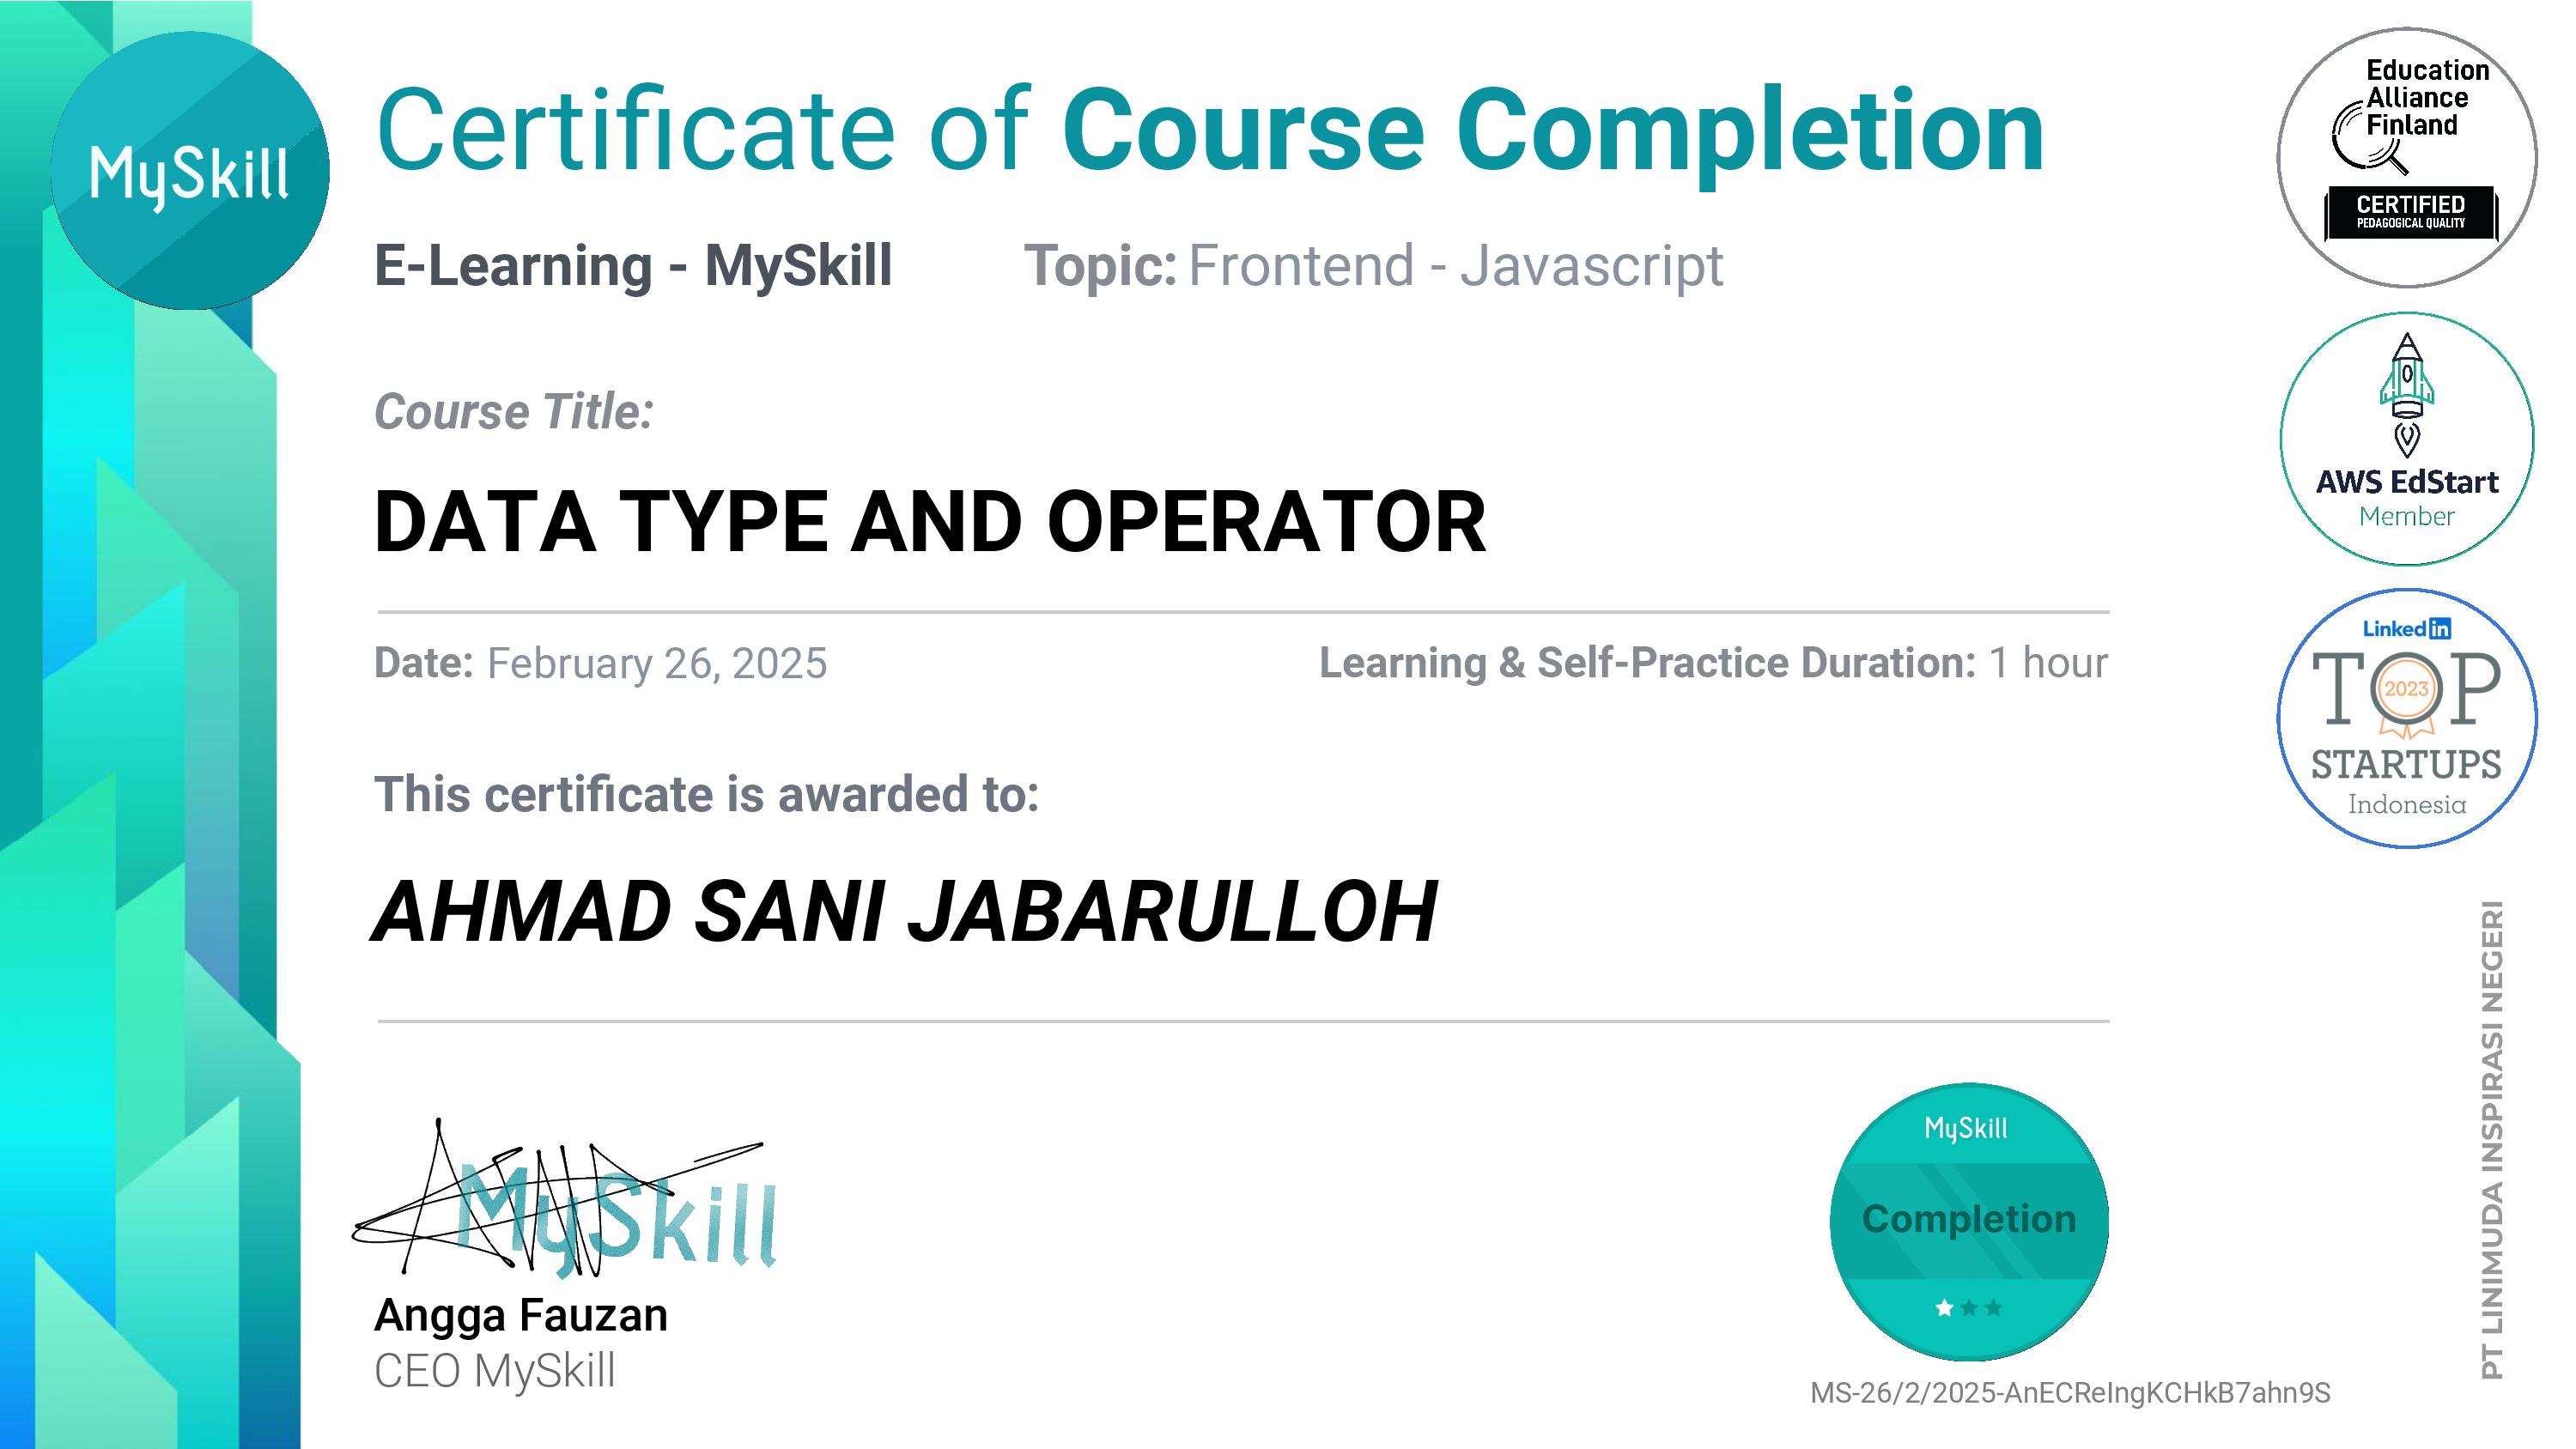 MySkill
Certificate of Course Completion
E-Learning - MySkill
Topic: Frontend - Javascript
Course Title:
DATA TYPE AND OPERATOR
Date: February 26, 2025
Learning & Self-Practice Duration: 1 hour
This certificate is awarded to:
AHMAD SANI JABARULLOH
MySkill
Angga Fauzan
CEO MySkill
MySkill
Completion
MS-26/2/2025-AnECReIngKCHkB7ahn9S
Education
Alliance
Finland
CERTIFIED
PEDAGOGICAL QUALITY
AWS EdStart
Member
Linked in
TOP
2023
STARTUPS
Indonesia
PT LINIMUDA INSPIRASI NEGERI